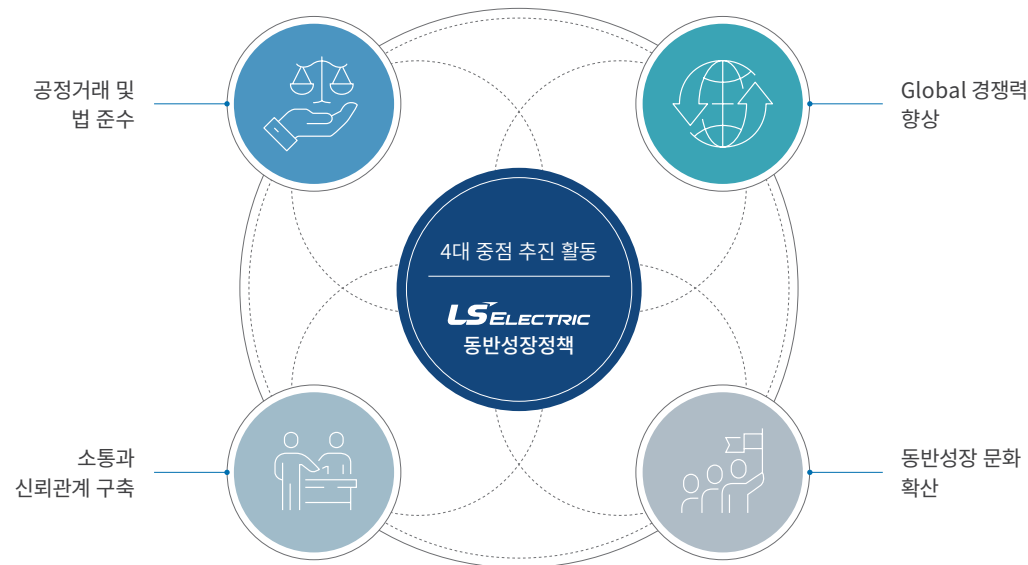 공정거래 및
법 준수
Global 경쟁력
향상
4대 중점 추진 활동
LS ELECTRIC
동반성장정책
소통과
신뢰관계 구축
동반성장 문화
확산